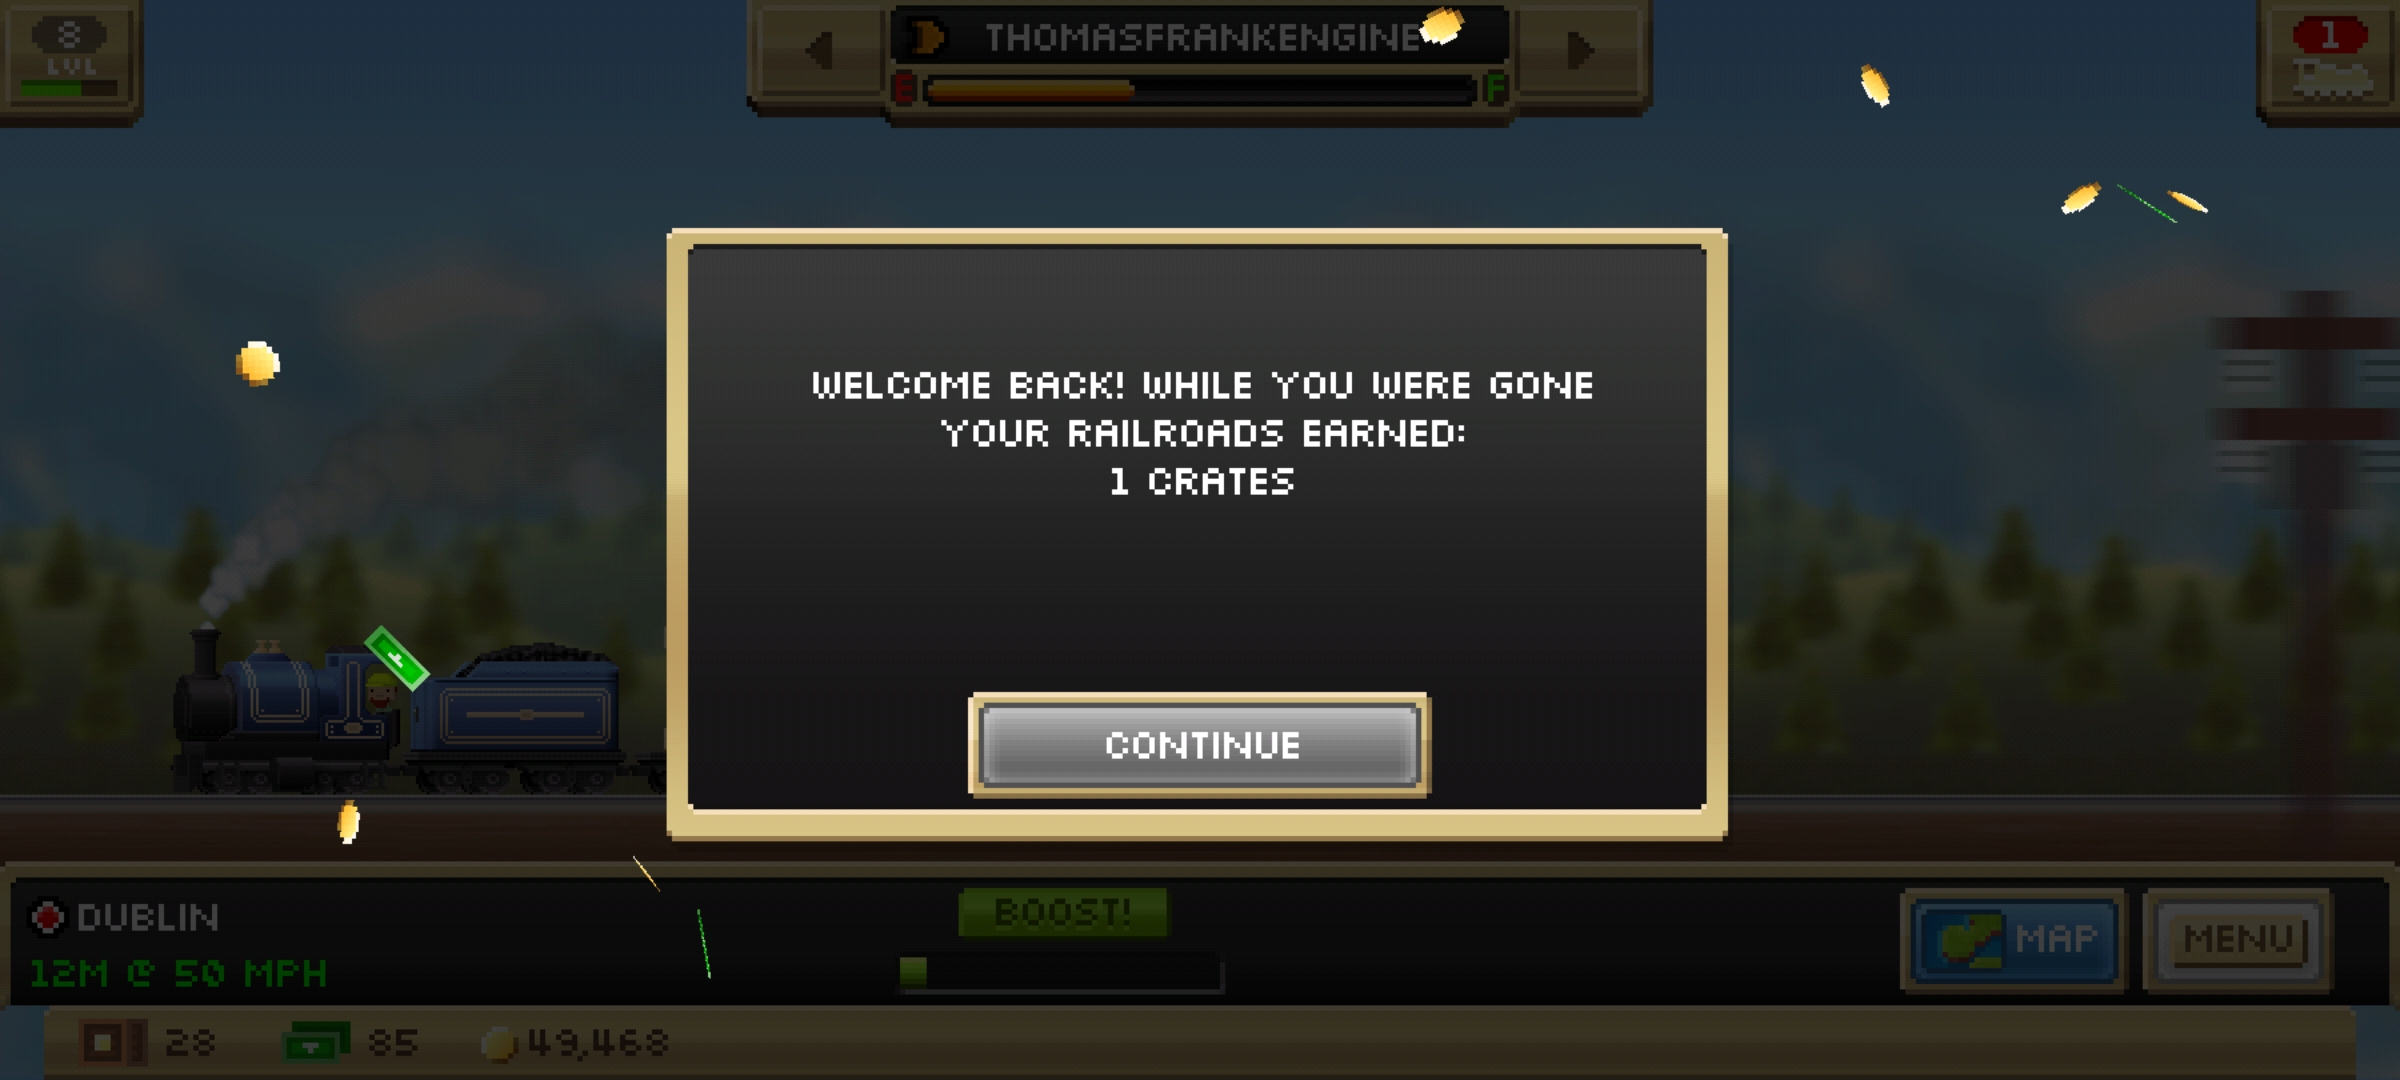 8
LVL
THOMASFRANKENGINE
E F
1
WELCOME BACK! WHILE YOU WERE GONE
YOUR RAILROADS EARNED:
1 CRATES
CONTINUE
DUBLIN
12M @ 50 MPH
BOOST!
MAP
MENU
28 85 49,468